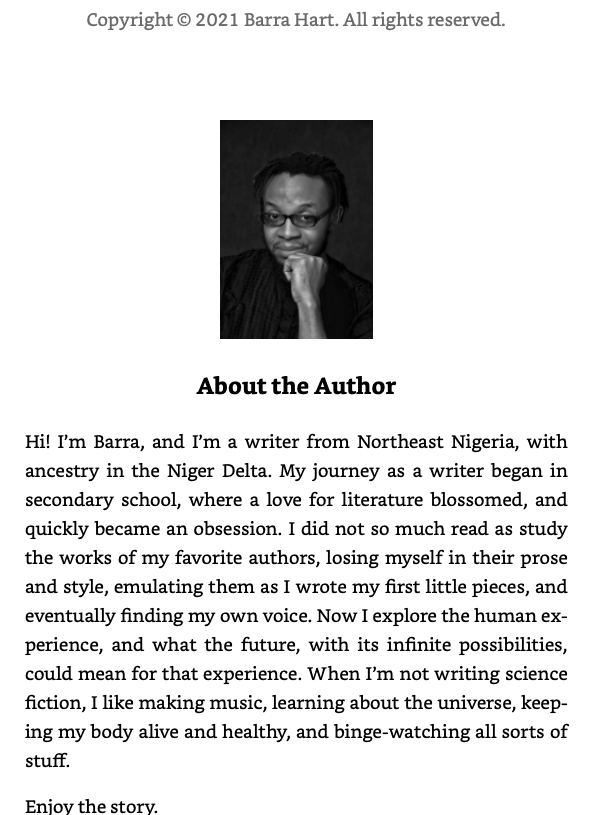 Copyright © 2021 Barra Hart. All rights reserved.
About the Author
Hi! I’m Barra, and I’m a writer from Northeast Nigeria, with
ancestry in the Niger Delta. My journey as a writer began in
secondary school, where a love for literature blossomed, and
quickly became an obsession. I did not so much read as study
the works of my favorite authors, losing myself in their prose
and style, emulating them as I wrote my first little pieces, and
eventually finding my own voice. Now I explore the human ex-
perience, and what the future, with its infinite possibilities,
could mean for that experience. When I’m not writing science
fiction, I like making music, learning about the universe, keep-
ing my body alive and healthy, and binge-watching all sorts of
stuff.
Enjoy the story.